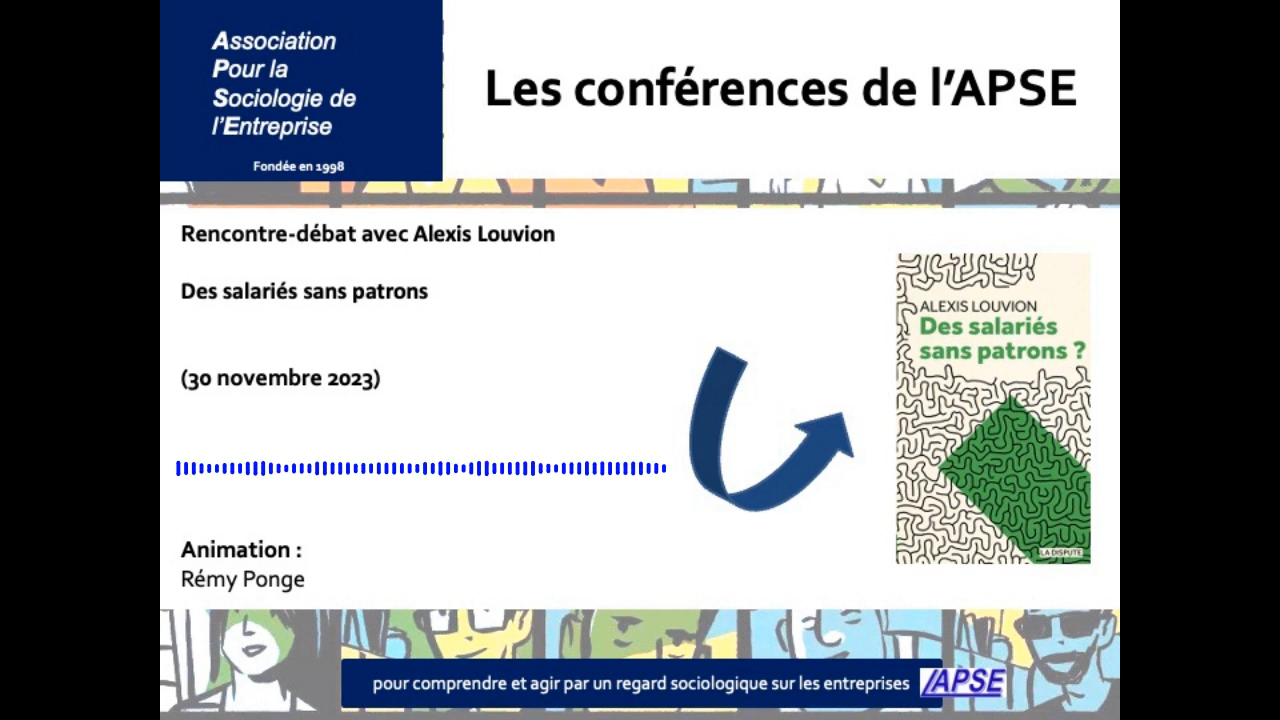 Association
Pour la
Sociologie de
l'Entreprise
Fondée en 1998
Les conférences de l'APSE
Rencontre-débat avec Alexis Louvion
Des salariés sans patrons
(30 novembre 2023)
ALEXIS LOUVION
Des salariés
sans patrons ?
LA DISPUTE
Animation :
Rémy Ponge
pour comprendre et agir par un regard sociologique sur les entreprises
APSE